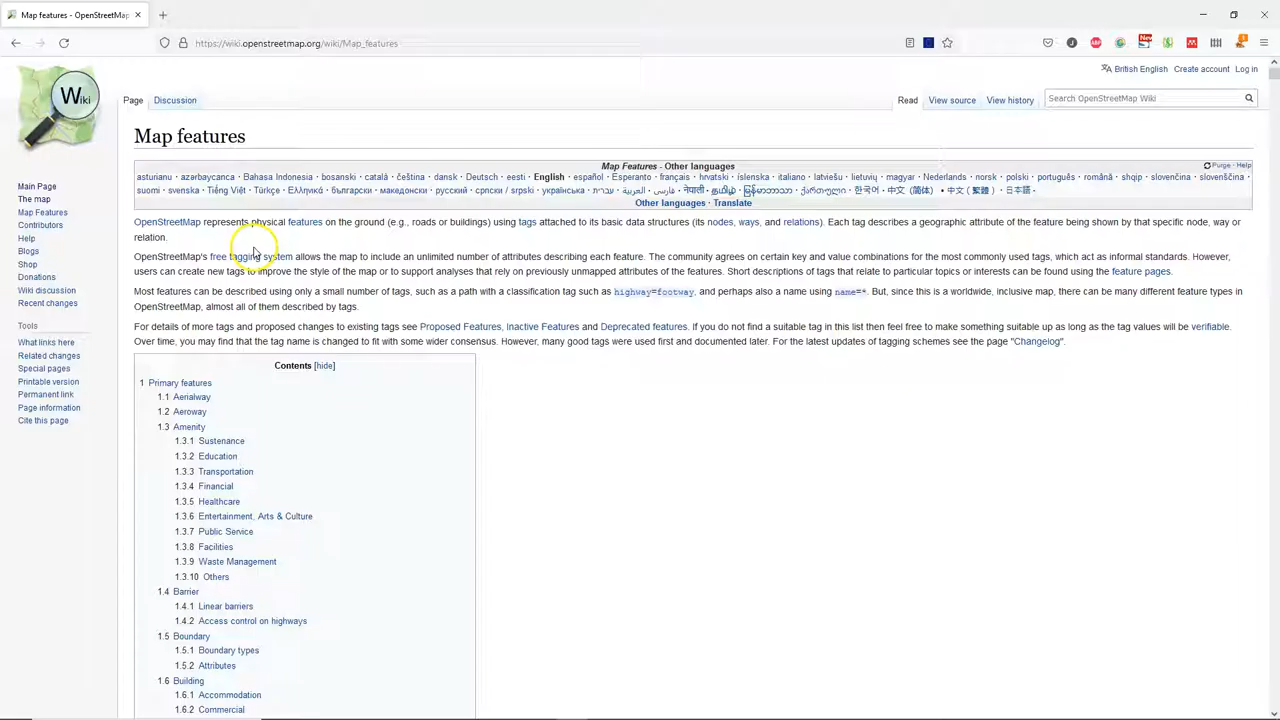 Map features - OpenStreetMap
https://wiki.openstreetmap.org/wiki/Map_features
New
British English Create account Log in
Wiki
Page Discussion Read View source View history Search OpenStreetMap Wiki
Map features
Map Features - Other languages Purge · Help
asturianu · azərbaycanca · Bahasa Indonesia · bosanski · català · čeština · dansk · Deutsch · eesti · English · español · Esperanto · français · hrvatski · italiano · latviešu · lietuvių · magyar · Nederlands · norsk · polski · português · română · shqip · slovenčina · slovenščina ·
suomi · svenska · Tiếng Việt · Türkçe · Ελληνικά · български · македонски · русский · српски / srpski · українська · עברית · العربية · فارسی · नेपाली · தமிழ் · မြန်မာဘာသာ · ქართული · 한국어 · 中文 (简体) · 中文 (繁體) · 日本語 ·
Other languages · Translate
OpenStreetMap represents physical features on the ground (e.g., roads or buildings) using tags attached to its basic data structures (its nodes, ways, and relations). Each tag describes a geographic attribute of the feature being shown by that specific node, way or
relation.
OpenStreetMap's free tagging system allows the map to include an unlimited number of attributes describing each feature. The community agrees on certain key and value combinations for the most commonly used tags, which act as informal standards. However,
users can create new tags to improve the style of the map or to support analyses that rely on previously unmapped attributes of the features. Short descriptions of tags that relate to particular topics or interests can be found using the feature pages.
Most features can be described using only a small number of tags, such as a path with a classification tag such as highway=footway, and perhaps also a name using name=*. But, since this is a worldwide, inclusive map, there can be many different feature types in
OpenStreetMap, almost all of them described by tags.
For details of more tags and proposed changes to existing tags see Proposed Features, Inactive Features and Deprecated features. If you do not find a suitable tag in this list then feel free to make something suitable up as long as the tag values will be verifiable.
Over time, you may find that the tag name is changed to fit with some wider consensus. However, many good tags were used first and documented later. For the latest updates of tagging schemes see the page "Changelog".
Main Page
The map
Map Features
Contributors
Help
Blogs
Shop
Donations
Wiki discussion
Recent changes
Tools
What links here
Related changes
Special pages
Printable version
Permanent link
Page information
Cite this page
Contents [hide]
1 Primary features
1.1 Aerialway
1.2 Aeroway
1.3 Amenity
1.3.1 Sustenance
1.3.2 Education
1.3.3 Transportation
1.3.4 Financial
1.3.5 Healthcare
1.3.6 Entertainment, Arts & Culture
1.3.7 Public Service
1.3.8 Facilities
1.3.9 Waste Management
1.3.10 Others
1.4 Barrier
1.4.1 Linear barriers
1.4.2 Access control on highways
1.5 Boundary
1.5.1 Boundary types
1.5.2 Attributes
1.6 Building
1.6.1 Accommodation
1.6.2 Commercial